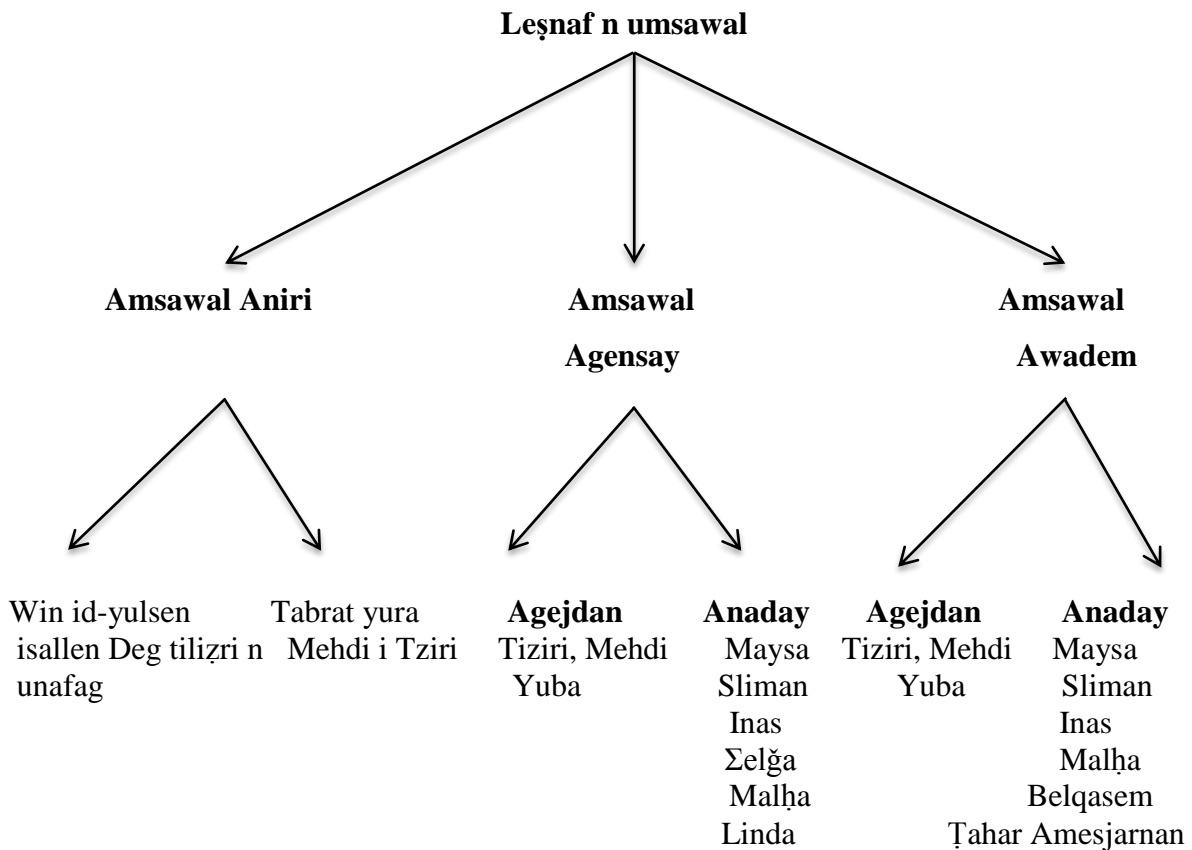 Leṣnaf n umsawal
Amsawal Aniri
Amsawal
Agensay
Amsawal
Awadem
Win id-yulsen
isallen Deg tiliẓri n
unafag
Tabrat yura
Mehdi i Tziri
Agejdan
Tiziri, Mehdi
Yuba
Anaday
Maysa
Sliman
Inas
Σelǧa
Malḥa
Linda
Agejdan
Tiziri, Mehdi
Yuba
Anaday
Maysa
Sliman
Inas
Malḥa
Belqasem
Ṭahar Amesjarnan